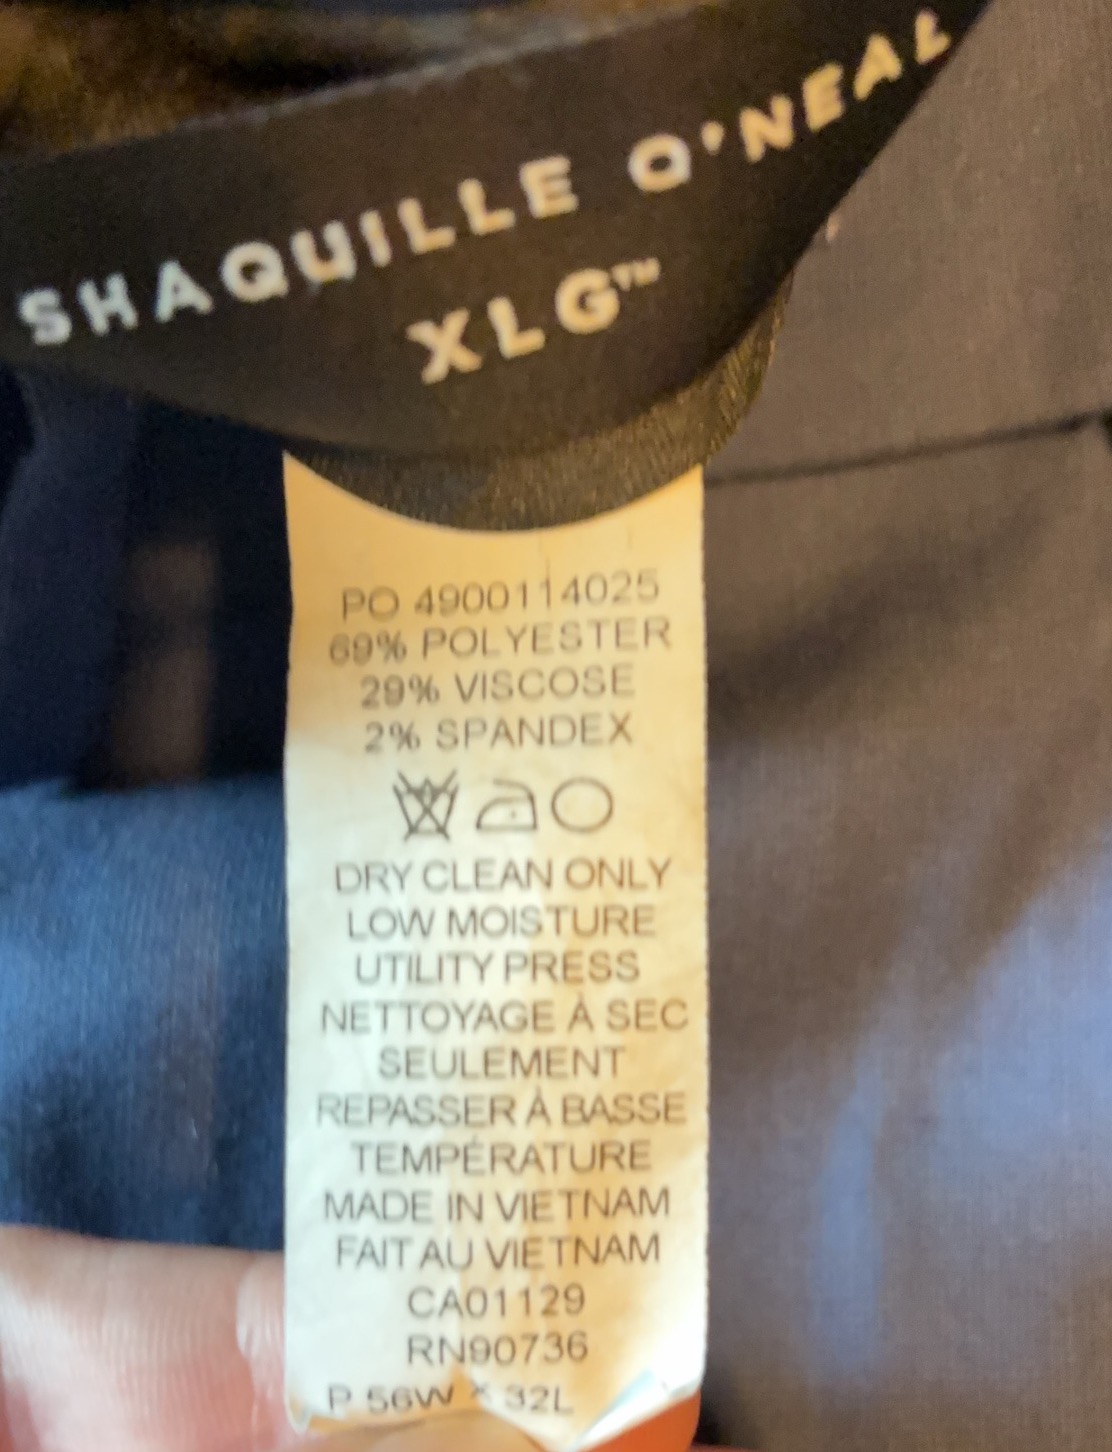 SHAQUILLE O'NEAL
XLG™
PO 4900114025
69% POLYESTER
29% VISCOSE
2% SPANDEX
DRY CLEAN ONLY
LOW MOISTURE
UTILITY PRESS
NETTOYAGE À SEC
SEULEMENT
REPASSER À BASSE
TEMPÉRATURE
MADE IN VIETNAM
FAIT AU VIETNAM
CA01129
RN90736
P 56W x 32L